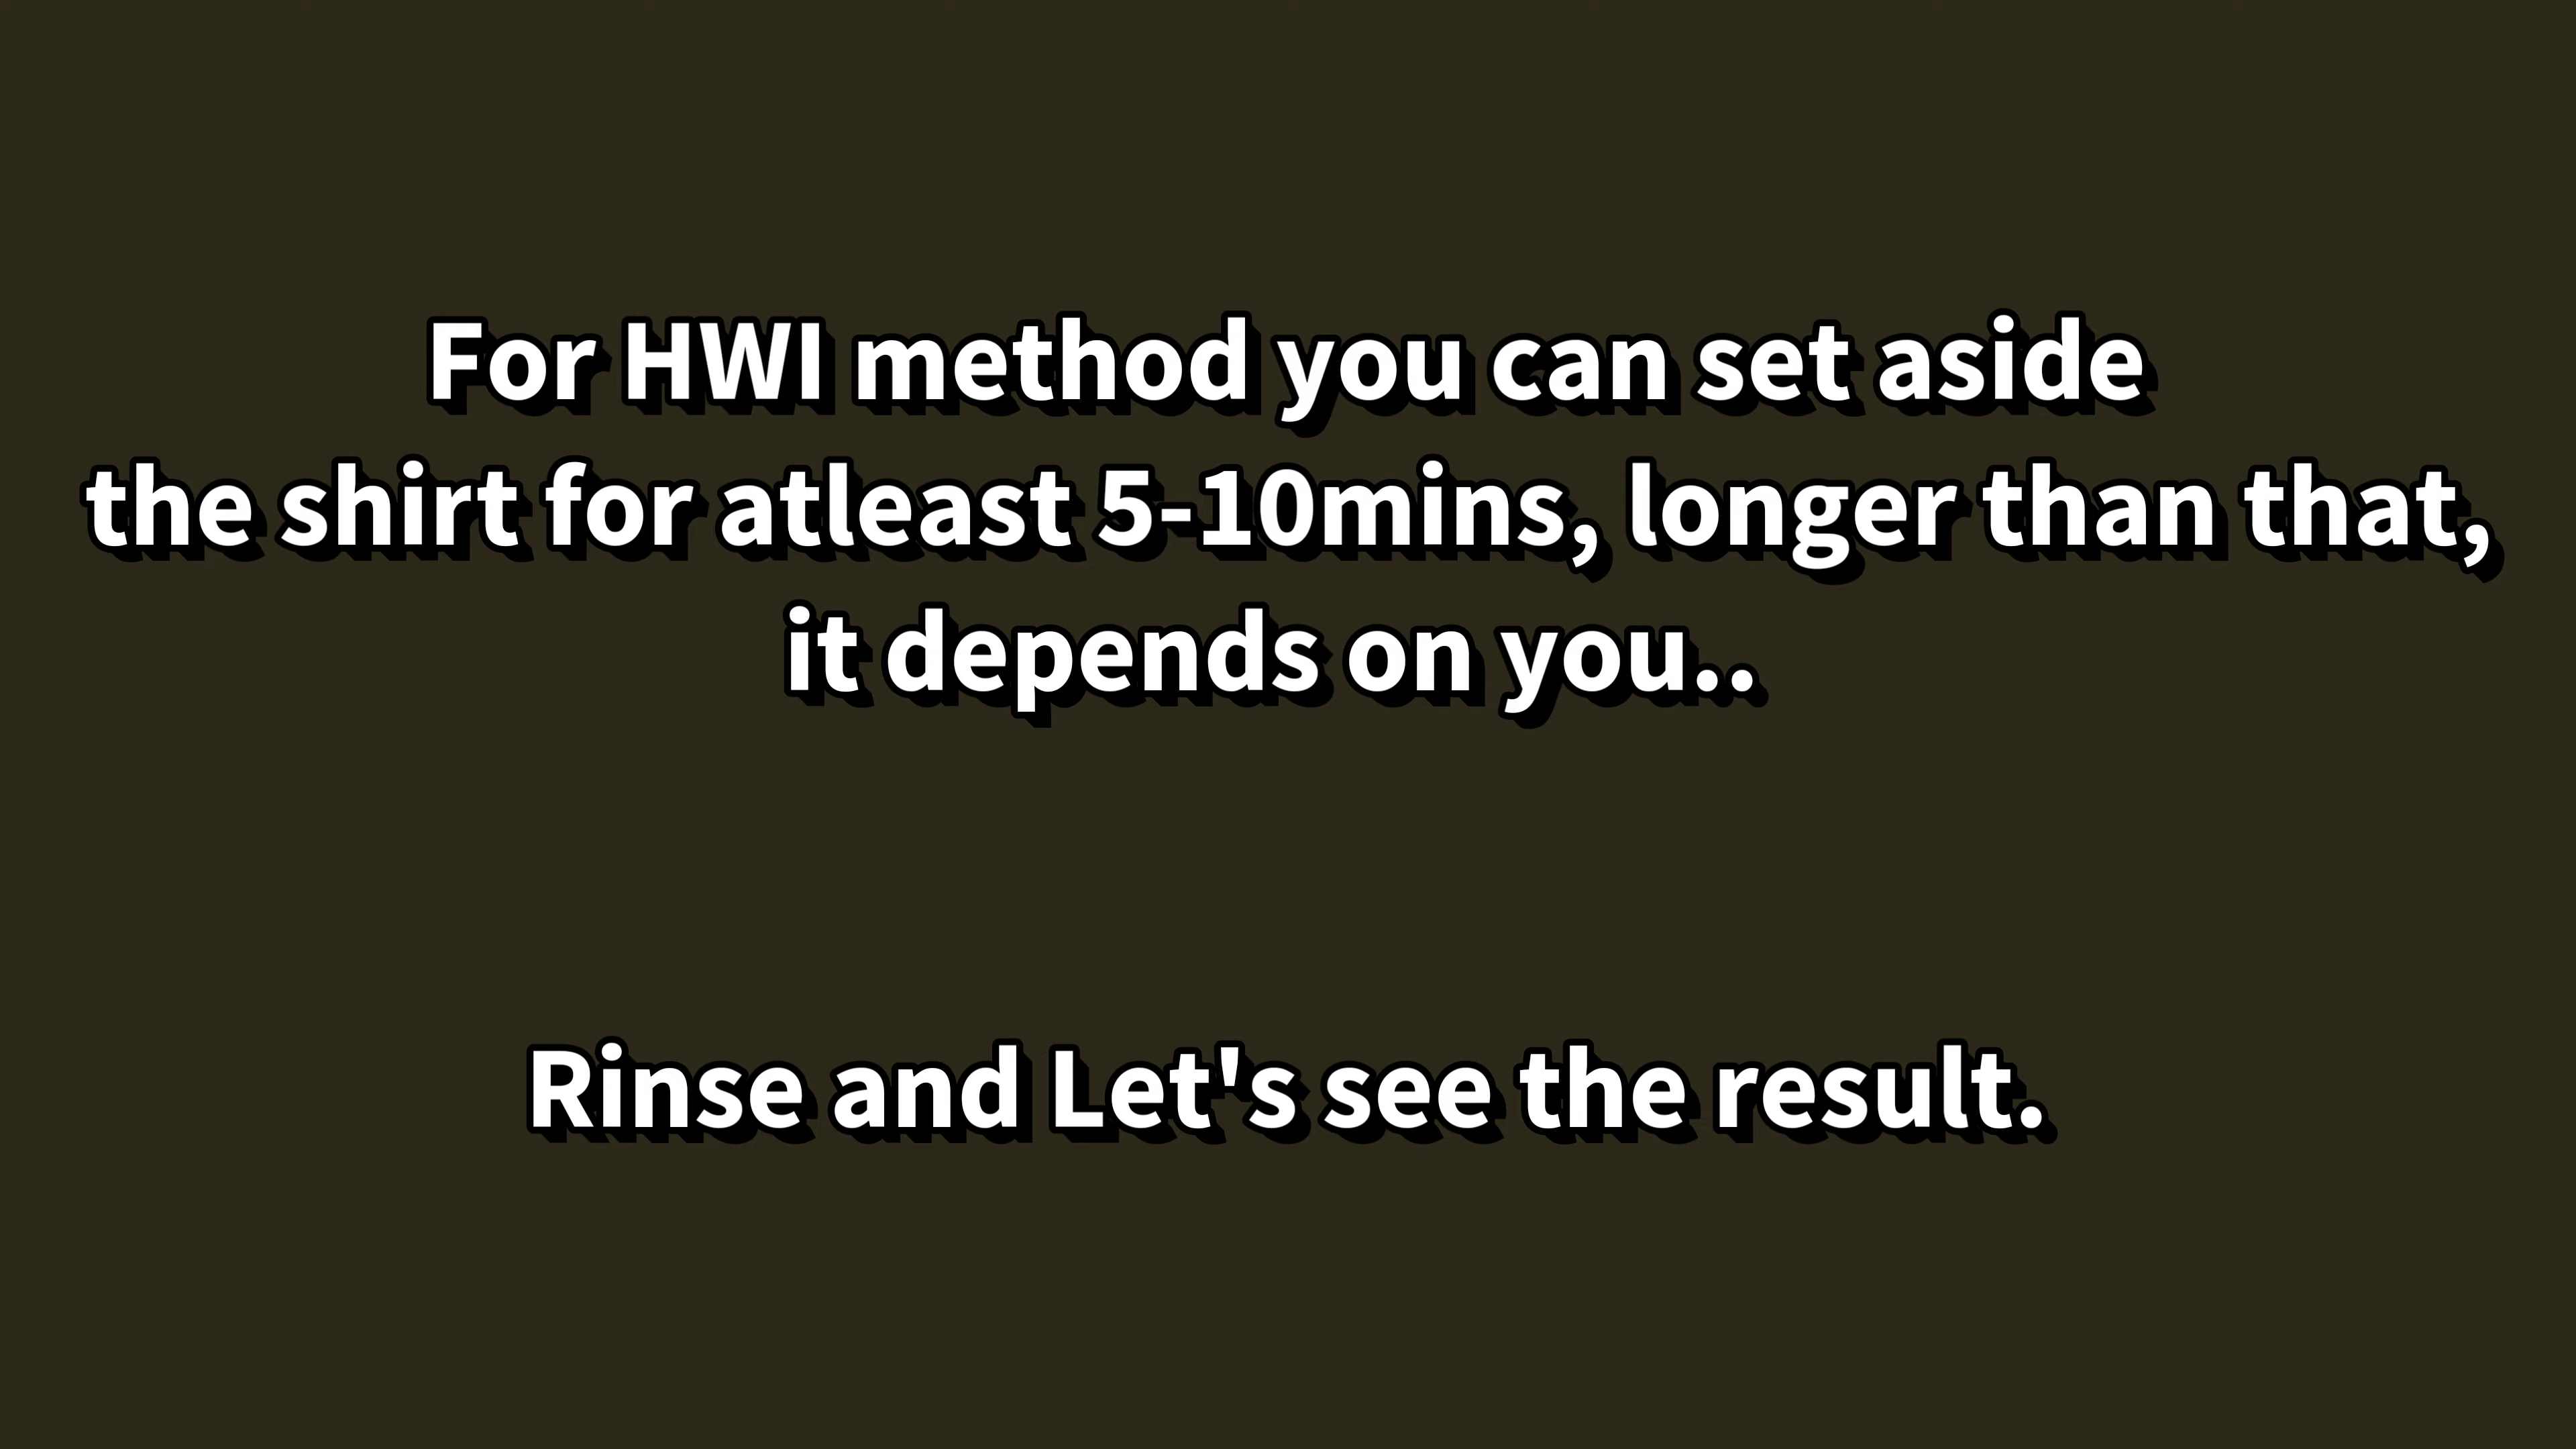 For HWI method you can set aside
the shirt for atleast 5-10mins, longer than that,
it depends on you..
Rinse and Let's see the result.